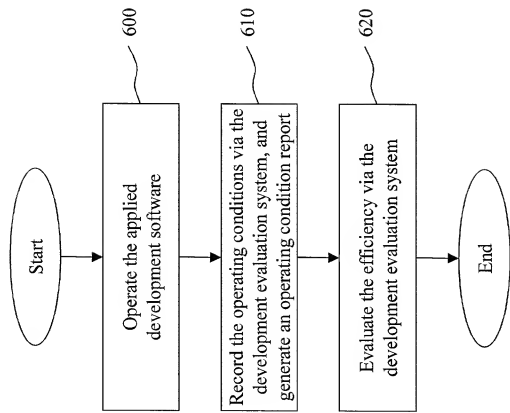 Start
Operate the applied
development software
600
Record the operating conditions via the
development evaluation system, and
generate an operating condition report
610
Evaluate the efficiency via the
development evaluation system
620
End